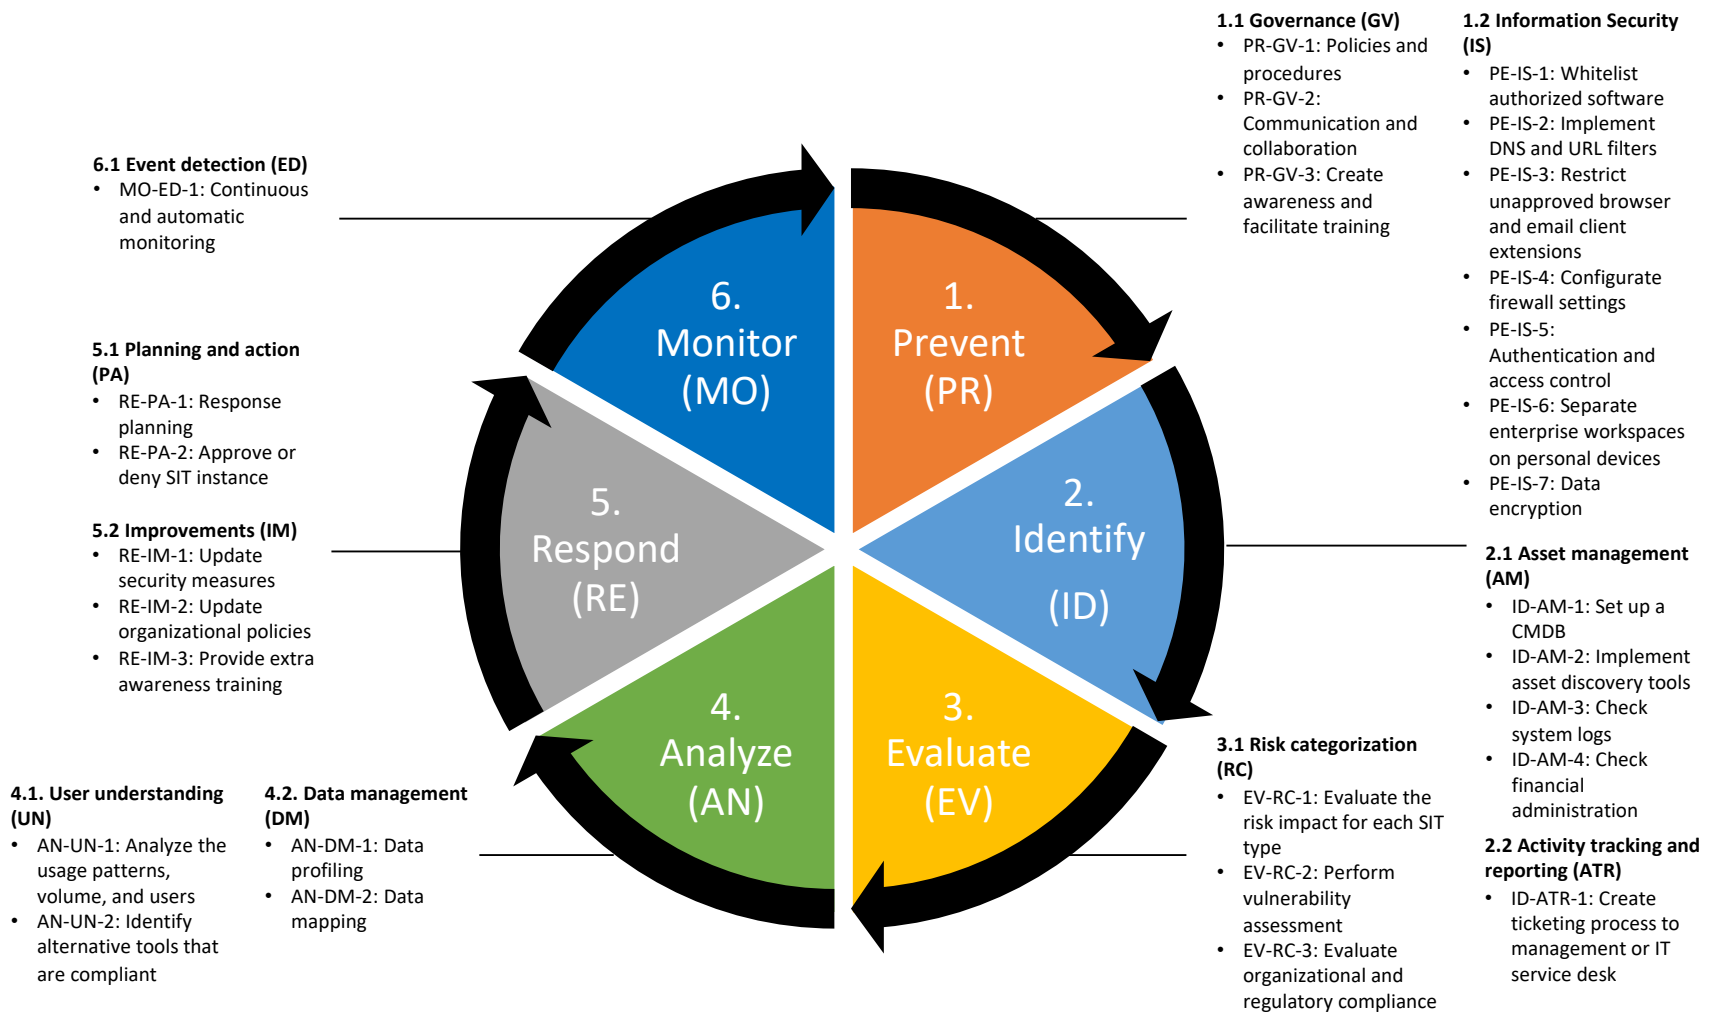 1.1 Governance (GV)
• PR-GV-1: Policies and
procedures
• PR-GV-2:
Communication and
collaboration
• PR-GV-3: Create
awareness and
facilitate training
1.2 Information Security
(IS)
• PE-IS-1: Whitelist
authorized software
• PE-IS-2: Implement
DNS and URL filters
• PE-IS-3: Restrict
unapproved browser
and email client
extensions
• PE-IS-4: Configurate
firewall settings
• PE-IS-5:
Authentication and
access control
• PE-IS-6: Separate
enterprise workspaces
on personal devices
• PE-IS-7: Data
encryption
6.1 Event detection (ED)
• MO-ED-1: Continuous
and automatic
monitoring
6.
Monitor
(MO)
1.
Prevent
(PR)
5.1 Planning and action
(PA)
• RE-PA-1: Response
planning
• RE-PA-2: Approve or
deny SIT instance
5.2 Improvements (IM)
• RE-IM-1: Update
security measures
• RE-IM-2: Update
organizational policies
• RE-IM-3: Provide extra
awareness training
5.
Respond
(RE)
2.
Identify
(ID)
2.1 Asset management
(AM)
• ID-AM-1: Set up a
CMDB
• ID-AM-2: Implement
asset discovery tools
• ID-AM-3: Check
system logs
• ID-AM-4: Check
financial
administration
2.2 Activity tracking and
reporting (ATR)
• ID-ATR-1: Create
ticketing process to
management or IT
service desk
4.
Analyze
(AN)
3.
Evaluate
(EV)
4.1. User understanding
(UN)
• AN-UN-1: Analyze the
usage patterns,
volume, and users
• AN-UN-2: Identify
alternative tools that
are compliant
4.2. Data management
(DM)
• AN-DM-1: Data
profiling
• AN-DM-2: Data
mapping
3.1 Risk categorization
(RC)
• EV-RC-1: Evaluate the
risk impact for each SIT
type
• EV-RC-2: Perform
vulnerability
assessment
• EV-RC-3: Evaluate
organizational and
regulatory compliance